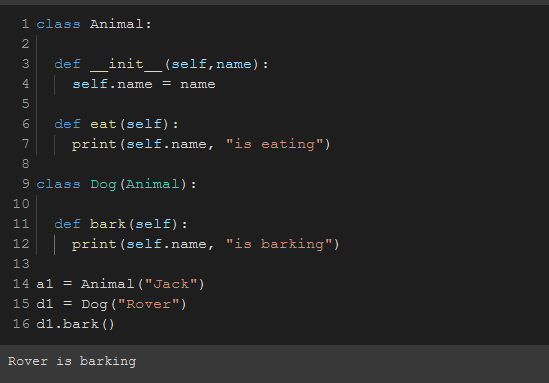 1 class Animal:
2
3   def __init__(self,name):
4     self.name = name
5
6   def eat(self):
7     print(self.name, "is eating")
8
9 class Dog(Animal):
10
11   def bark(self):
12     print(self.name, "is barking")
13
14 a1 = Animal("Jack")
15 d1 = Dog("Rover")
16 d1.bark()
Rover is barking